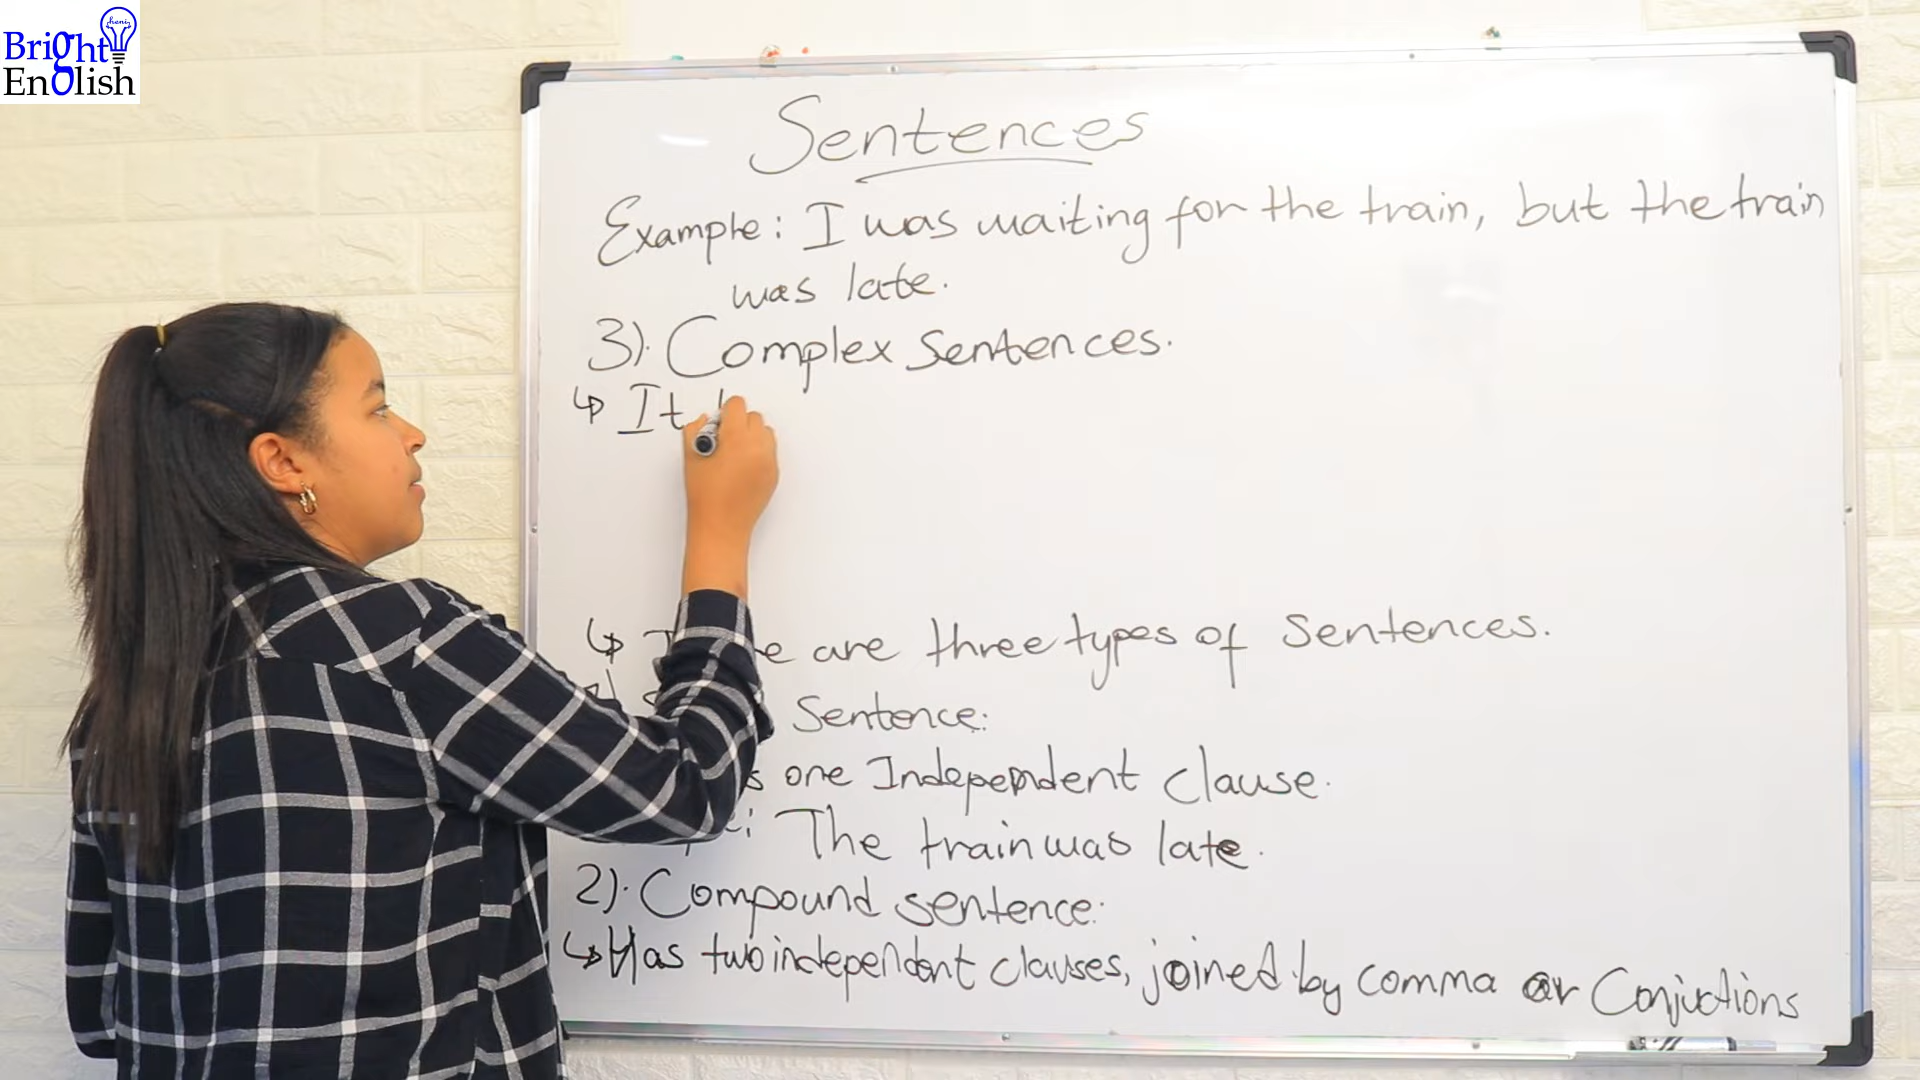 Bright
English
Sentences
Example: I was waiting for the train, but the train
was late.
3). Complex Sentences.
↳ It
↳ are three types of Sentences.
Sentence:
one Independent clause.
The train was late.
2). Compound sentence:
↳ Has two independent clauses, joined by comma or Conjuctions